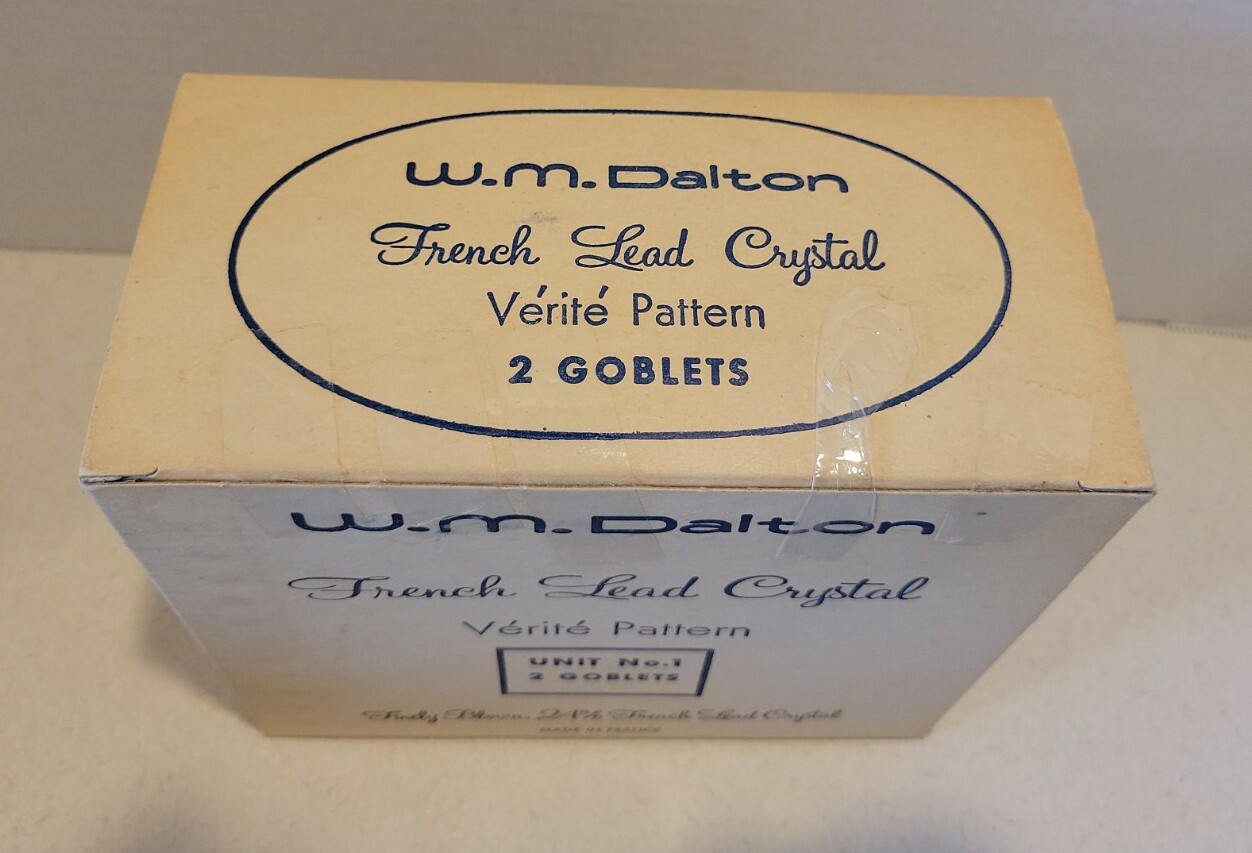 W.M. Dalton
French Lead Crystal
Vérité Pattern
2 GOBLETS
W.M. Dalton
French Lead Crystal
Vérité Pattern
UNIT No.1
2 GOBLETS
Finely Blown, 24% French Lead Crystal
MADE IN FRANCE